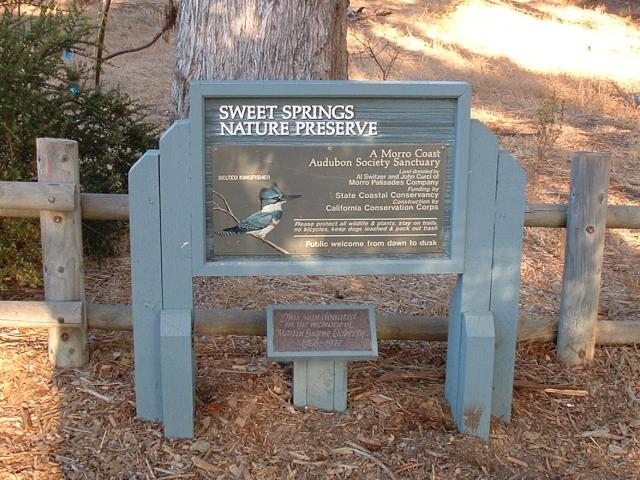 SWEET SPRINGS
NATURE PRESERVE
A Morro Coast
Audubon Society Sanctuary
Land donated by
Al Switzer and John Curci of
Morro Palisades Company
Funding by
State Coastal Conservancy
Construction by
California Conservation Corps
BELTED KINGFISHER
Please protect all wildlife & plants, stay on trails,
no bicycles, keep dogs leashed & pack out trash
Public welcome from dawn to dusk
This sign donated
in the memory of
Martin Eugene